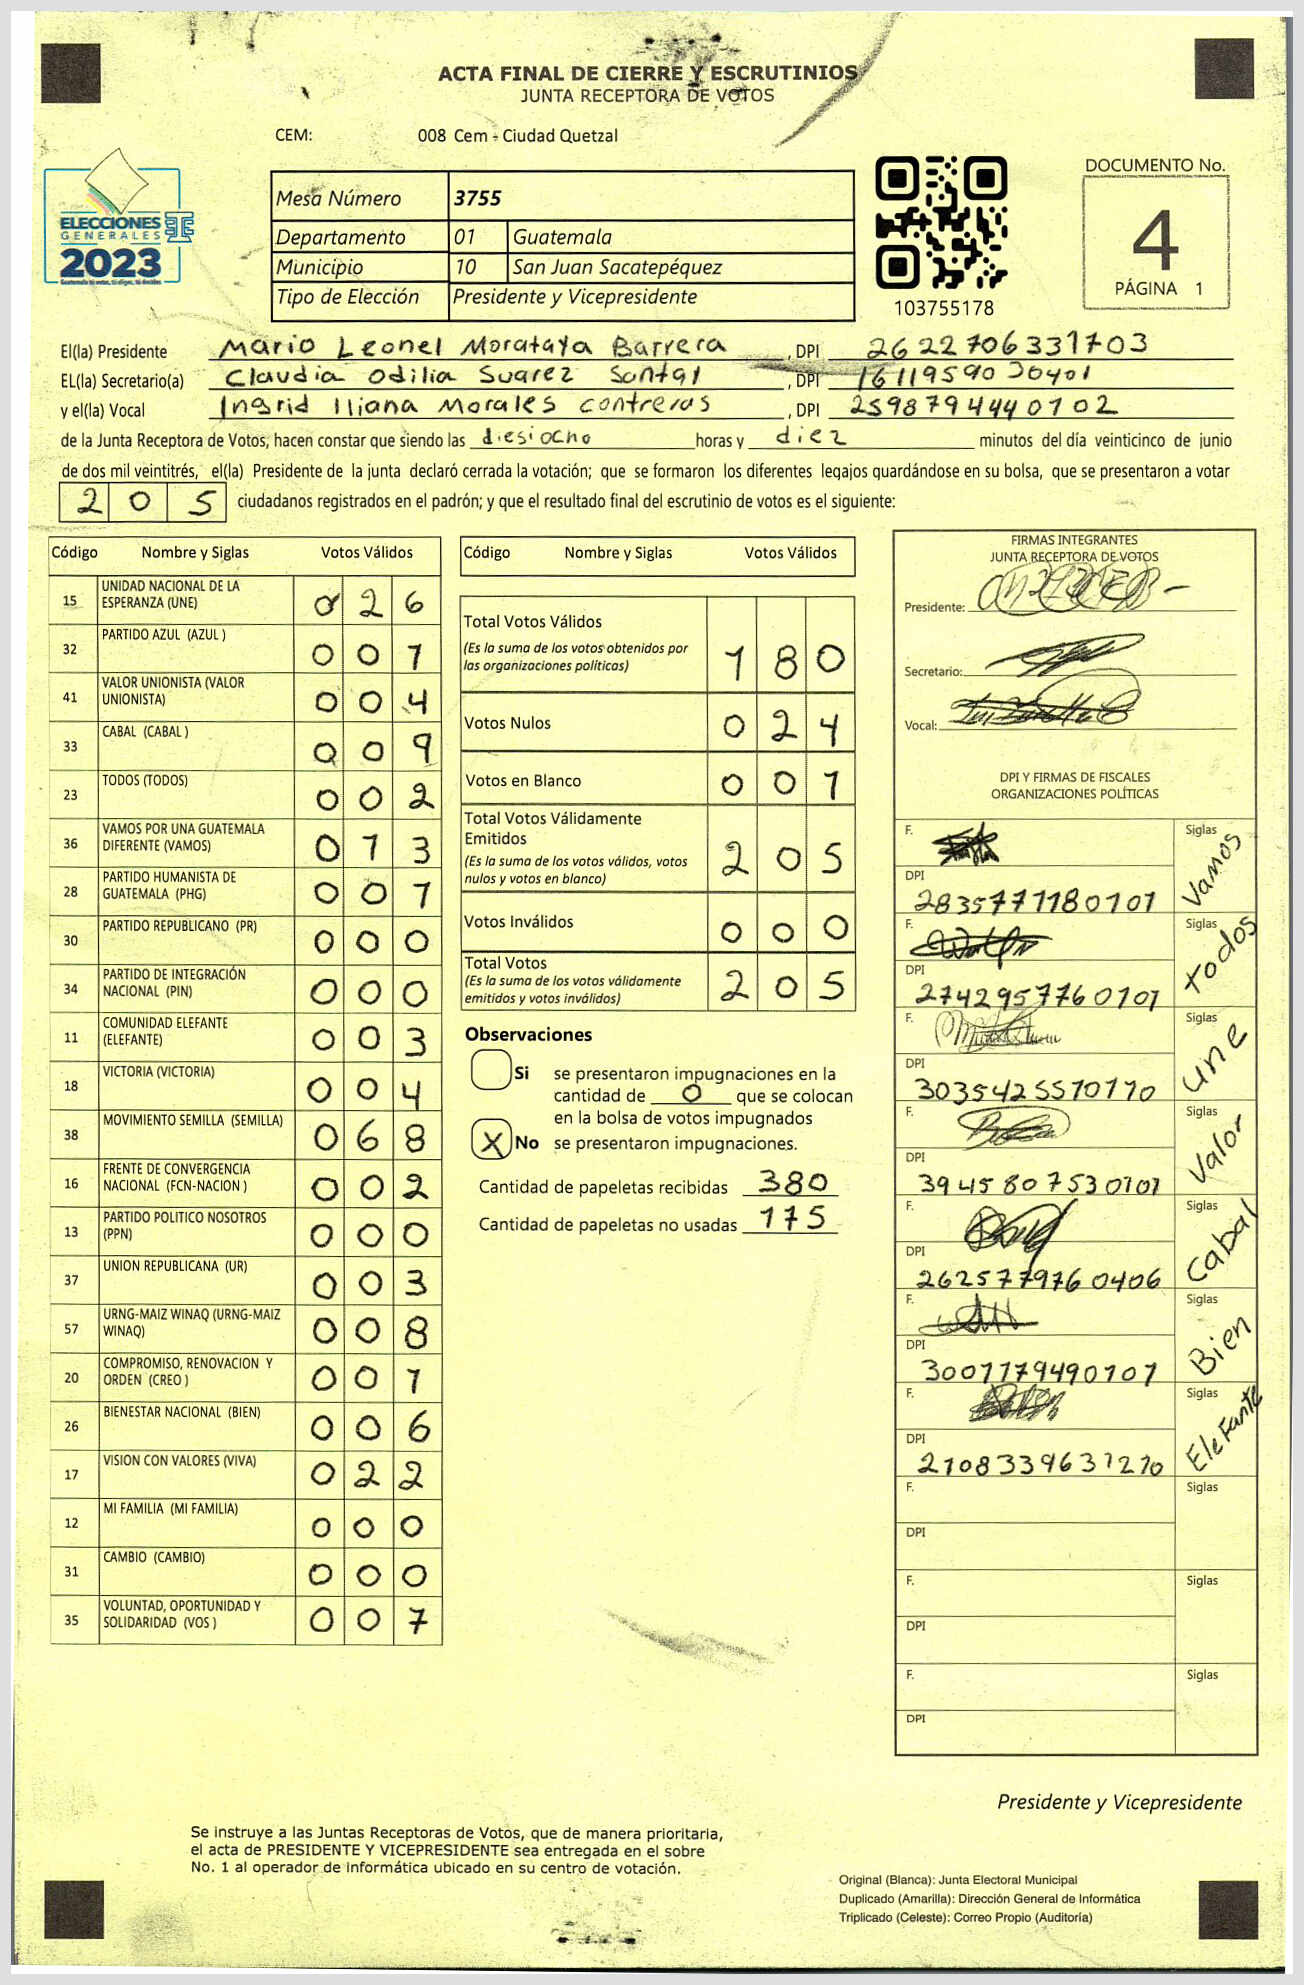 ACTA FINAL DE CIERRE Y ESCRUTINIOS
JUNTA RECEPTORA DE VOTOS
CEM: 008 Cem - Ciudad Quetzal
ELECCIONES
GENERALES
2023
Guatemala tú votas, tú eliges, tú decides
Mesa Número 3755
Departamento 01 Guatemala
Municipio 10 San Juan Sacatepéquez
Tipo de Elección Presidente y Vicepresidente
103755178
DOCUMENTO No.
4
PÁGINA 1
El(la) Presidente Mario Leonel Morataya Barrera , DPI 2622706331703
EL(la) Secretario(a) Claudia Odilia Suarez , DPI
y el(la) Vocal Ingrid Iliana Morales contreras , DPI 2598794440102
de la Junta Receptora de Votos, hacen constar que siendo las diesiocho horas y diez minutos del día veinticinco de junio
de dos mil veintitrés, el(la) Presidente de la junta declaró cerrada la votación; que se formaron los diferentes legajos guardándose en su bolsa, que se presentaron a votar
205 ciudadanos registrados en el padrón; y que el resultado final del escrutinio de votos es el siguiente:
Código Nombre y Siglas Votos Válidos
15 UNIDAD NACIONAL DE LA ESPERANZA (UNE) 0 2 6
32 PARTIDO AZUL (AZUL ) 0 0 1
41 VALOR UNIONISTA (VALOR UNIONISTA) 0 0 4
33 CABAL (CABAL ) 0 0 9
23 TODOS (TODOS) 0 0 2
36 VAMOS POR UNA GUATEMALA DIFERENTE (VAMOS) 0 1 3
28 PARTIDO HUMANISTA DE GUATEMALA (PHG) 0 0 1
30 PARTIDO REPUBLICANO (PR) 0 0 0
34 PARTIDO DE INTEGRACIÓN NACIONAL (PIN) 0 0 0
11 COMUNIDAD ELEFANTE (ELEFANTE) 0 0 3
18 VICTORIA (VICTORIA) 0 0 4
38 MOVIMIENTO SEMILLA (SEMILLA) 0 6 8
16 FRENTE DE CONVERGENCIA NACIONAL (FCN-NACION ) 0 0 2
13 PARTIDO POLITICO NOSOTROS (PPN) 0 0 0
37 UNION REPUBLICANA (UR) 0 0 3
57 URNG-MAIZ WINAQ (URNG-MAIZ WINAQ) 0 0 8
20 COMPROMISO, RENOVACION Y ORDEN (CREO ) 0 0 1
26 BIENESTAR NACIONAL (BIEN) 0 0 6
17 VISION CON VALORES (VIVA) 0 2 2
12 MI FAMILIA (MI FAMILIA) 0 0 0
31 CAMBIO (CAMBIO) 0 0 0
35 VOLUNTAD, OPORTUNIDAD Y SOLIDARIDAD (VOS ) 0 0 7
Código Nombre y Siglas Votos Válidos
Total Votos Válidos 1 8 0
(Es la suma de los votos obtenidos por
las organizaciones políticas)
Votos Nulos 0 2 4
Votos en Blanco 0 0 1
Total Votos Válidamente
Emitidos 2 0 5
(Es la suma de los votos válidos, votos
nulos y votos en blanco)
Votos Inválidos 0 0 0
Total Votos 2 0 5
(Es la suma de los votos válidamente
emitidos y votos inválidos)
Observaciones
Si se presentaron impugnaciones en la
cantidad de 0 que se colocan
en la bolsa de votos impugnados
X No se presentaron impugnaciones.
Cantidad de papeletas recibidas 380
Cantidad de papeletas no usadas 175
FIRMAS INTEGRANTES
JUNTA RECEPTORA DE VOTOS
Presidente:
Secretario:
Vocal:
DPI Y FIRMAS DE FISCALES
ORGANIZACIONES POLÍTICAS
F. Siglas Vamos
DPI 2835771180101
F. Siglas todos
DPI 2742957760101
F. Siglas une
DPI 3035425570110
F. Siglas Valor
DPI 3945807530101
F. Siglas Cabal
DPI 2625779760406
F. Siglas Bien
DPI 3001779490101
F. Siglas Elefante
DPI 2108339631210
F. Siglas
DPI
F. Siglas
DPI
F. Siglas
DPI
Presidente y Vicepresidente
Se instruye a las Juntas Receptoras de Votos, que de manera prioritaria,
el acta de PRESIDENTE Y VICEPRESIDENTE sea entregada en el sobre
No. 1 al operador de informática ubicado en su centro de votación.
Original (Blanca): Junta Electoral Municipal
Duplicado (Amarilla): Dirección General de Informática
Triplicado (Celeste): Correo Propio (Auditoría)